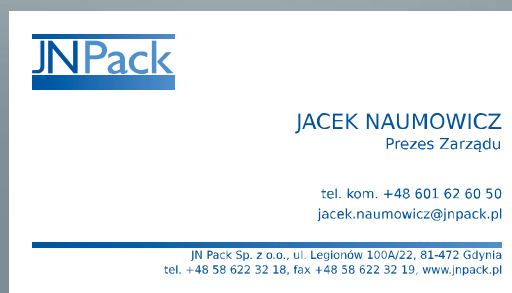 JNPack
JACEK NAUMOWICZ
Prezes Zarządu
tel. kom. +48 601 62 60 50
jacek.naumowicz@jnpack.pl
JN Pack Sp. z o.o., ul. Legionów 100A/22, 81-472 Gdynia
tel. +48 58 622 32 18, fax +48 58 622 32 19, www.jnpack.pl